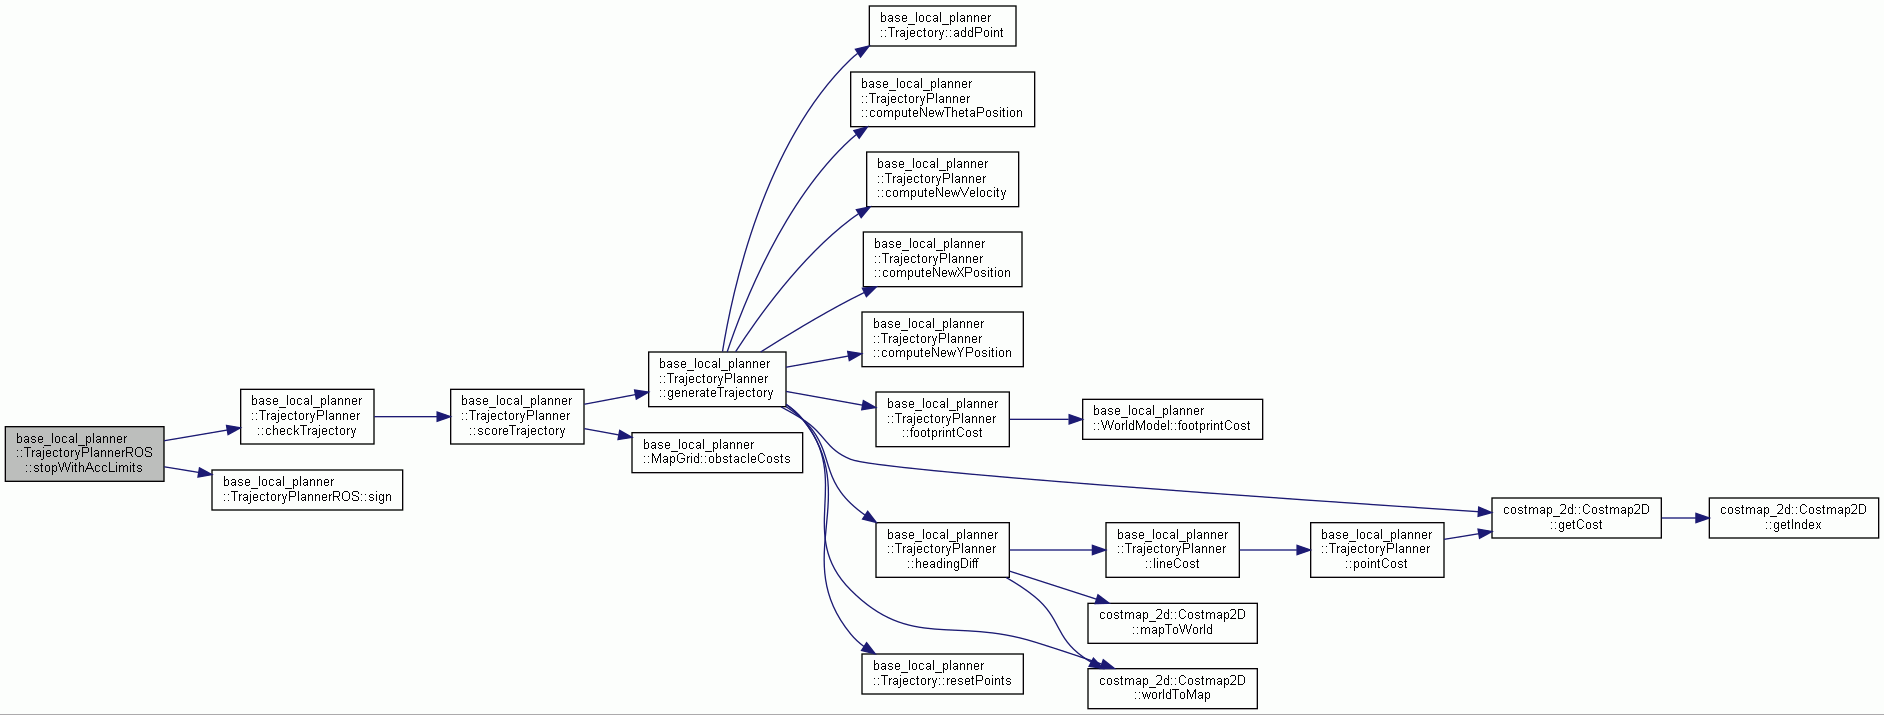 base_local_planner
::Trajectory::addPoint
base_local_planner
::TrajectoryPlanner
::computeNewThetaPosition
base_local_planner
::TrajectoryPlanner
::computeNewVelocity
base_local_planner
::TrajectoryPlanner
::computeNewXPosition
base_local_planner
::TrajectoryPlanner
::computeNewYPosition
base_local_planner
::TrajectoryPlanner
::generateTrajectory
base_local_planner
::TrajectoryPlanner
::checkTrajectory
base_local_planner
::TrajectoryPlanner
::scoreTrajectory
base_local_planner
::TrajectoryPlanner
::footprintCost
base_local_planner
::WorldModel::footprintCost
base_local_planner
::TrajectoryPlannerROS
::stopWithAccLimits
base_local_planner
::MapGrid::obstacleCosts
base_local_planner
::TrajectoryPlannerROS::sign
costmap_2d::Costmap2D
::getCost
costmap_2d::Costmap2D
::getIndex
base_local_planner
::TrajectoryPlanner
::headingDiff
base_local_planner
::TrajectoryPlanner
::lineCost
base_local_planner
::TrajectoryPlanner
::pointCost
costmap_2d::Costmap2D
::mapToWorld
base_local_planner
::Trajectory::resetPoints
costmap_2d::Costmap2D
::worldToMap